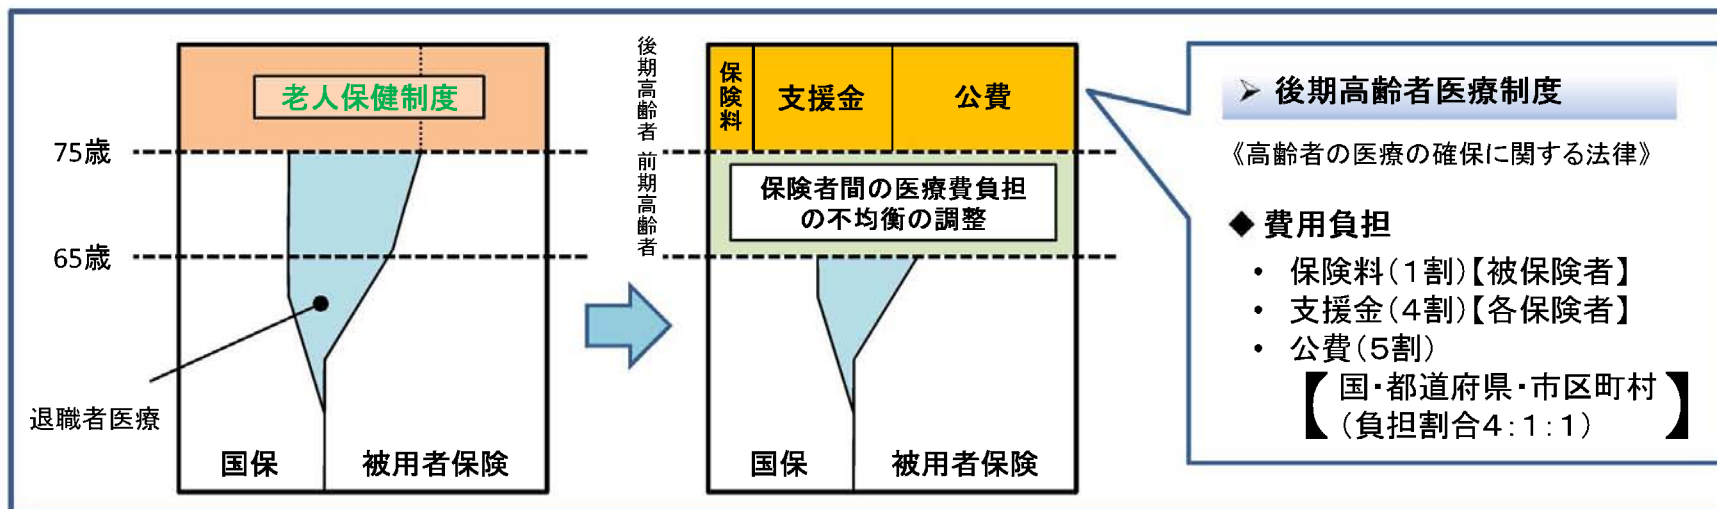 老人保健制度
75歳
65歳
退職者医療
国保
被用者保険
後期高齢者
前期高齢者
保険料
支援金
公費
保険者間の医療費負担
の不均衡の調整
国保
被用者保険
➢ 後期高齢者医療制度
《高齢者の医療の確保に関する法律》
◆ 費用負担
・ 保険料(1割)【被保険者】
・ 支援金(4割)【各保険者】
・ 公費(5割)
【国・都道府県・市区町村
(負担割合4:1:1)】